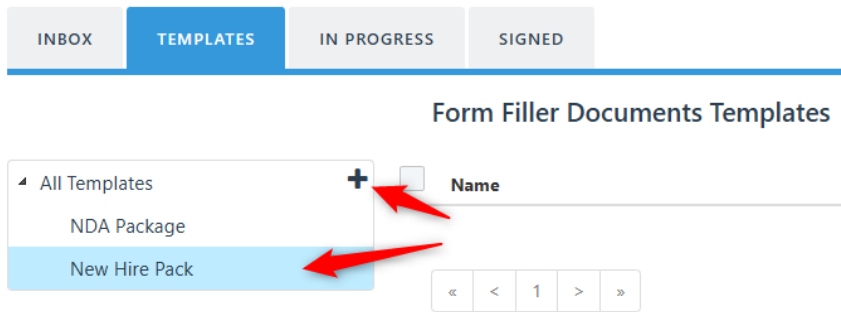 INBOX TEMPLATES IN PROGRESS SIGNED
Form Filler Documents Templates
All Templates +
Name
NDA Package
New Hire Pack
« < 1 > »